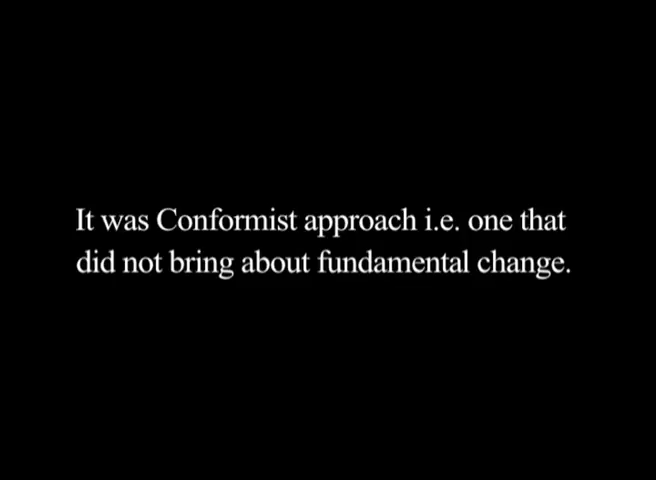 It was Conformist approach i.e. one that
did not bring about fundamental change.